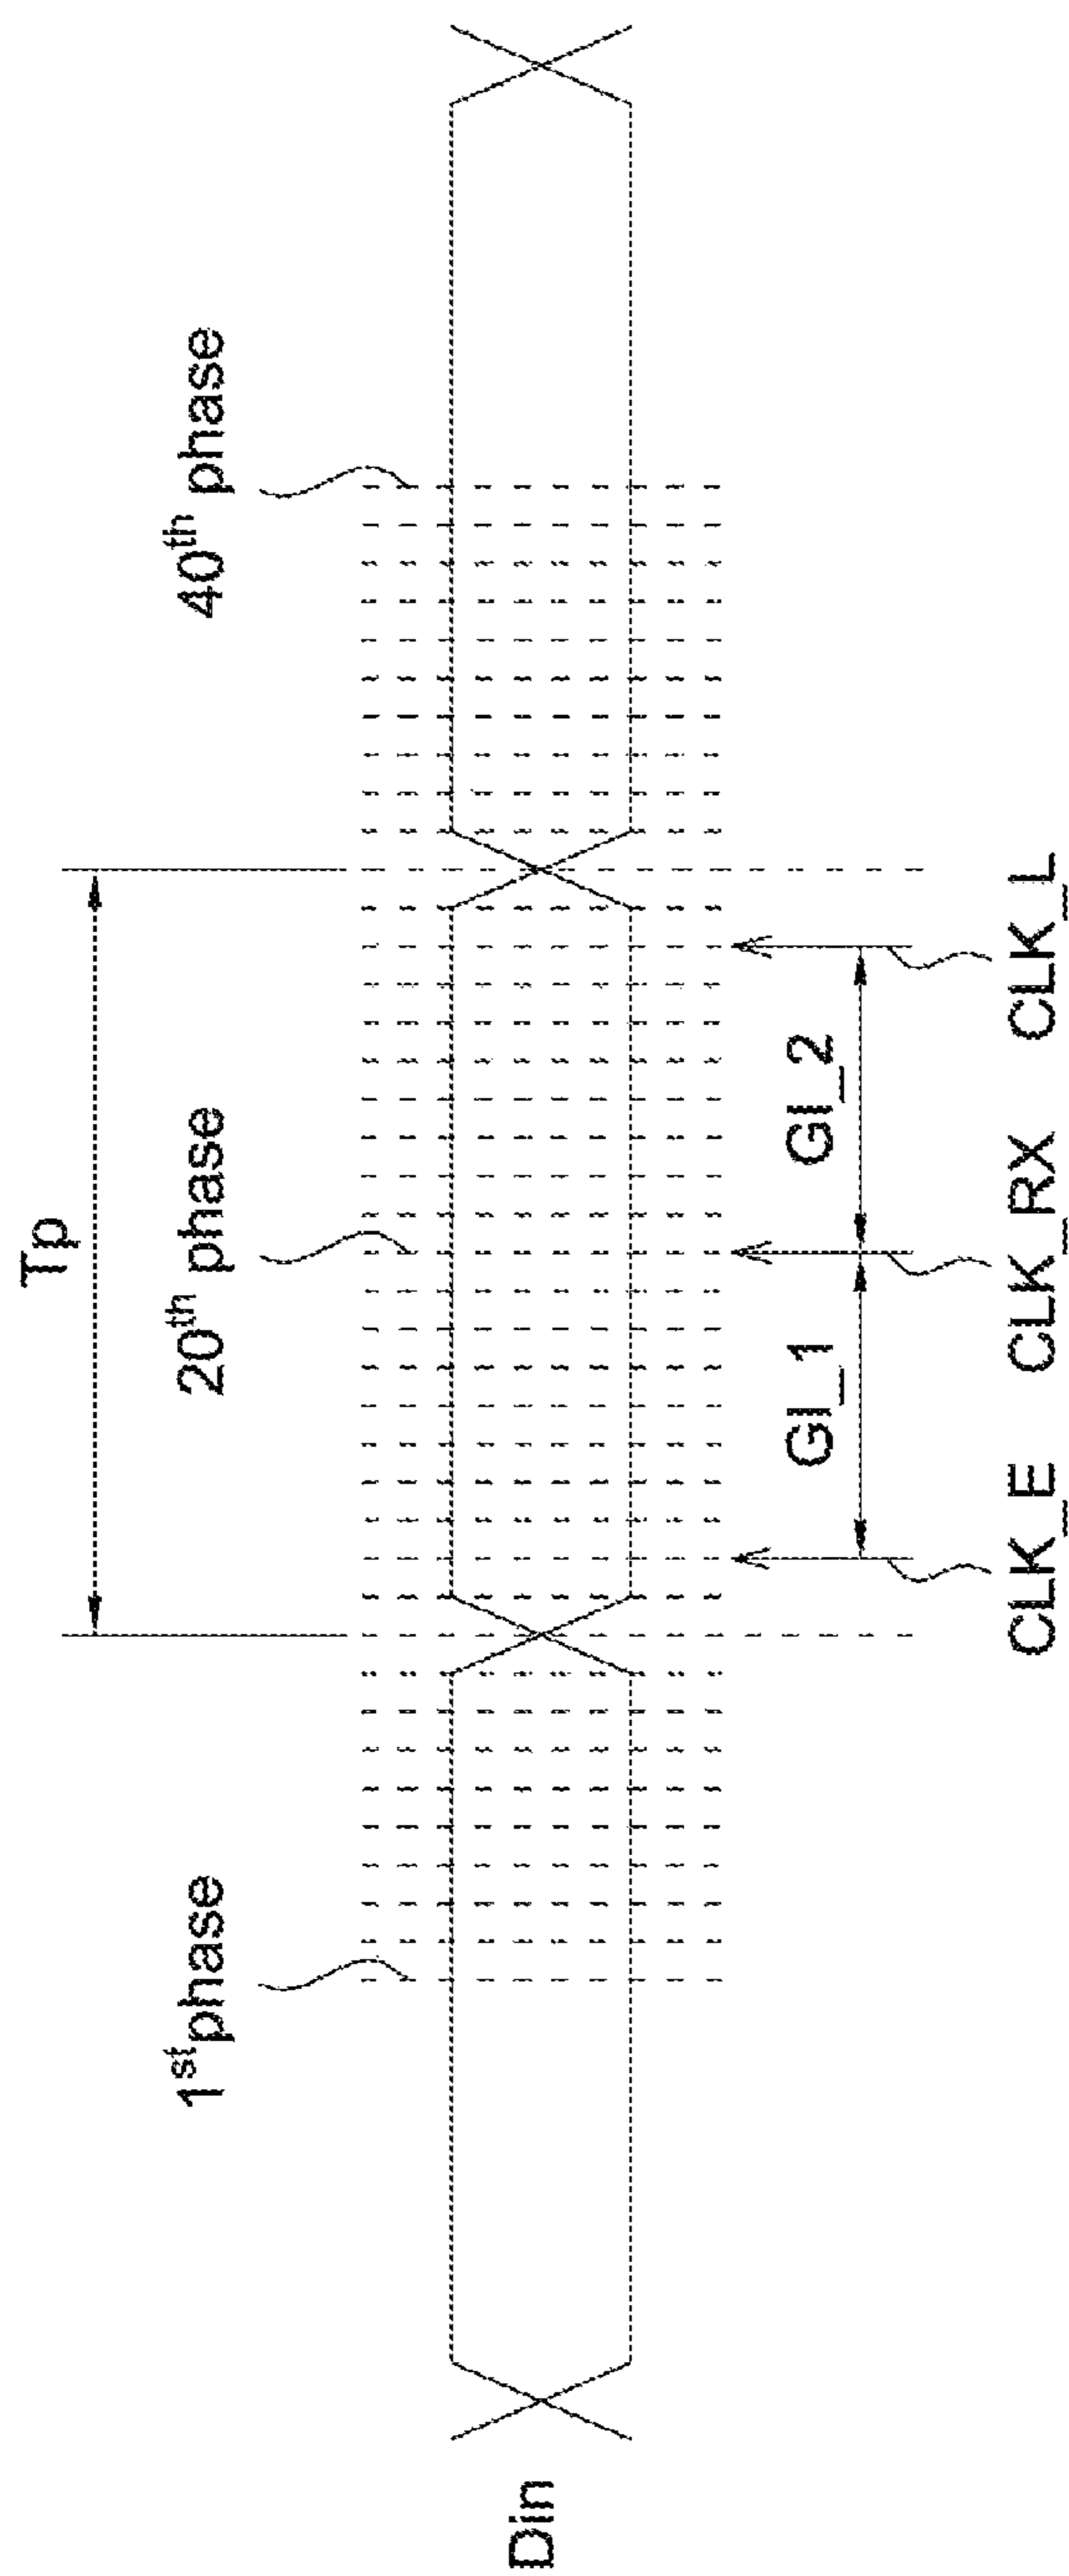 Tp
1st phase
20th phase
40th phase
Din
GI_1
GI_2
CLK_E
CLK_RX
CLK_L